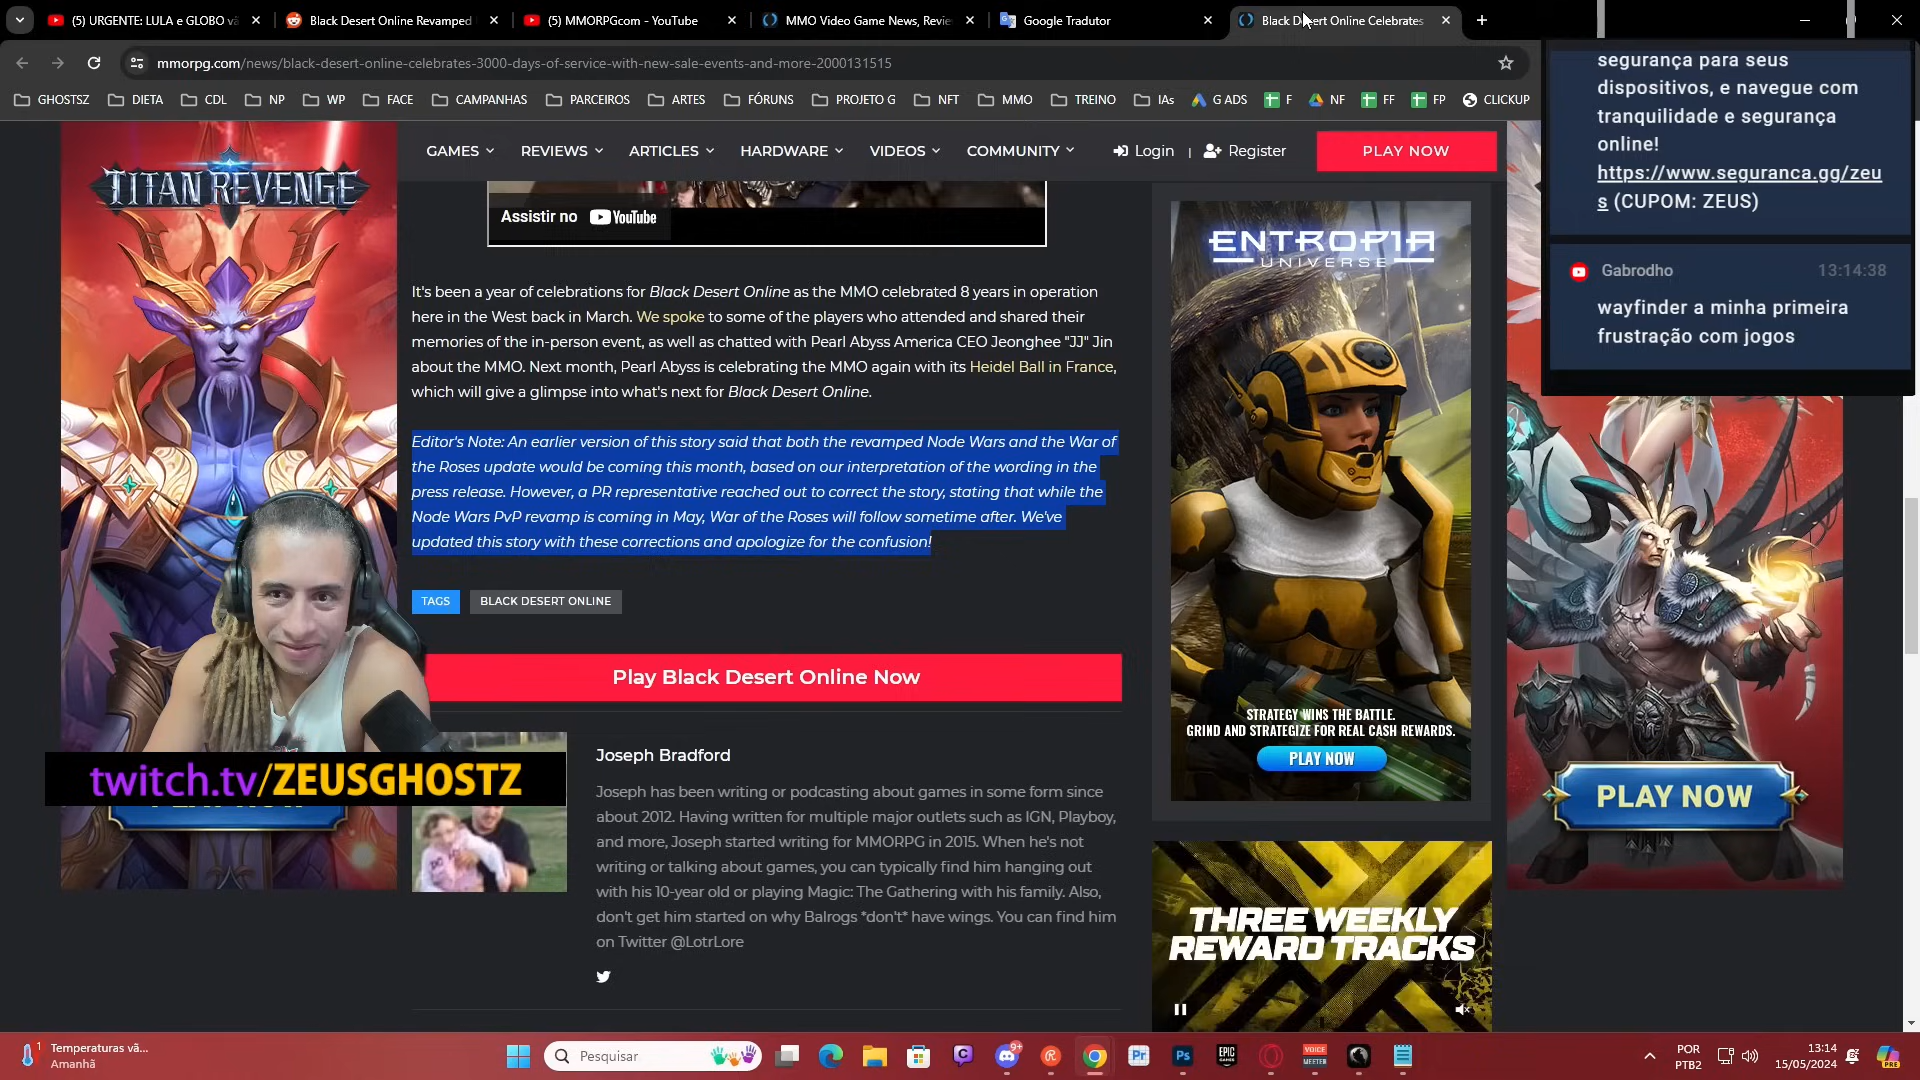 (5) URGENTE: LULA e GLOBO vã
Black Desert Online Revamped
(5) MMORPGcom - YouTube
MMO Video Game News, Revie
Google Tradutor
Black Desert Online Celebrates
mmorpg.com/news/black-desert-online-celebrates-3000-days-of-service-with-new-sale-events-and-more-2000131515
GHOSTSZ
DIETA
CDL
NP
WP
FACE
CAMPANHAS
PARCEIROS
ARTES
FÓRUNS
PROJETO G
NFT
MMO
TREINO
IAs
G ADS
F
NF
FF
FP
CLICKUP
segurança para seus
dispositivos, e navegue com
tranquilidade e segurança
online!
https://www.seguranca.gg/zeu
s (CUPOM: ZEUS)
Gabrodho 13:14:38
wayfinder a minha primeira
frustração com jogos
GAMES
REVIEWS
ARTICLES
HARDWARE
VIDEOS
COMMUNITY
Login | Register
PLAY NOW
TITAN REVENGE
Assistir no YouTube
It's been a year of celebrations for Black Desert Online as the MMO celebrated 8 years in operation
here in the West back in March. We spoke to some of the players who attended and shared their
memories of the in-person event, as well as chatted with Pearl Abyss America CEO Jeonghee "JJ" Jin
about the MMO. Next month, Pearl Abyss is celebrating the MMO again with its Heidel Ball in France,
which will give a glimpse into what's next for Black Desert Online.
Editor's Note: An earlier version of this story said that both the revamped Node Wars and the War of
the Roses update would be coming this month, based on our interpretation of the wording in the
press release. However, a PR representative reached out to correct the story, stating that while the
Node Wars PvP revamp is coming in May, War of the Roses will follow sometime after. We've
updated this story with these corrections and apologize for the confusion!
TAGS
BLACK DESERT ONLINE
Play Black Desert Online Now
Joseph Bradford
Joseph has been writing or podcasting about games in some form since
about 2012. Having written for multiple major outlets such as IGN, Playboy,
and more, Joseph started writing for MMORPG in 2015. When he's not
writing or talking about games, you can typically find him hanging out
with his 10-year old or playing Magic: The Gathering with his family. Also,
don't get him started on why Balrogs *don't* have wings. You can find him
on Twitter @LotrLore
twitch.tv/ZEUSGHOSTZ
ENTROPIA
UNIVERSE
STRATEGY WINS THE BATTLE.
GRIND AND STRATEGIZE FOR REAL CASH REWARDS.
PLAY NOW
PLAY NOW
THREE WEEKLY
REWARD TRACKS
1
Temperaturas vã...
Amanhã
Pesquisar
9+
Pr
Ps
EPIC
GAMES
VOICE
MEETER
POR
PTB2
13:14
15/05/2024
PRE